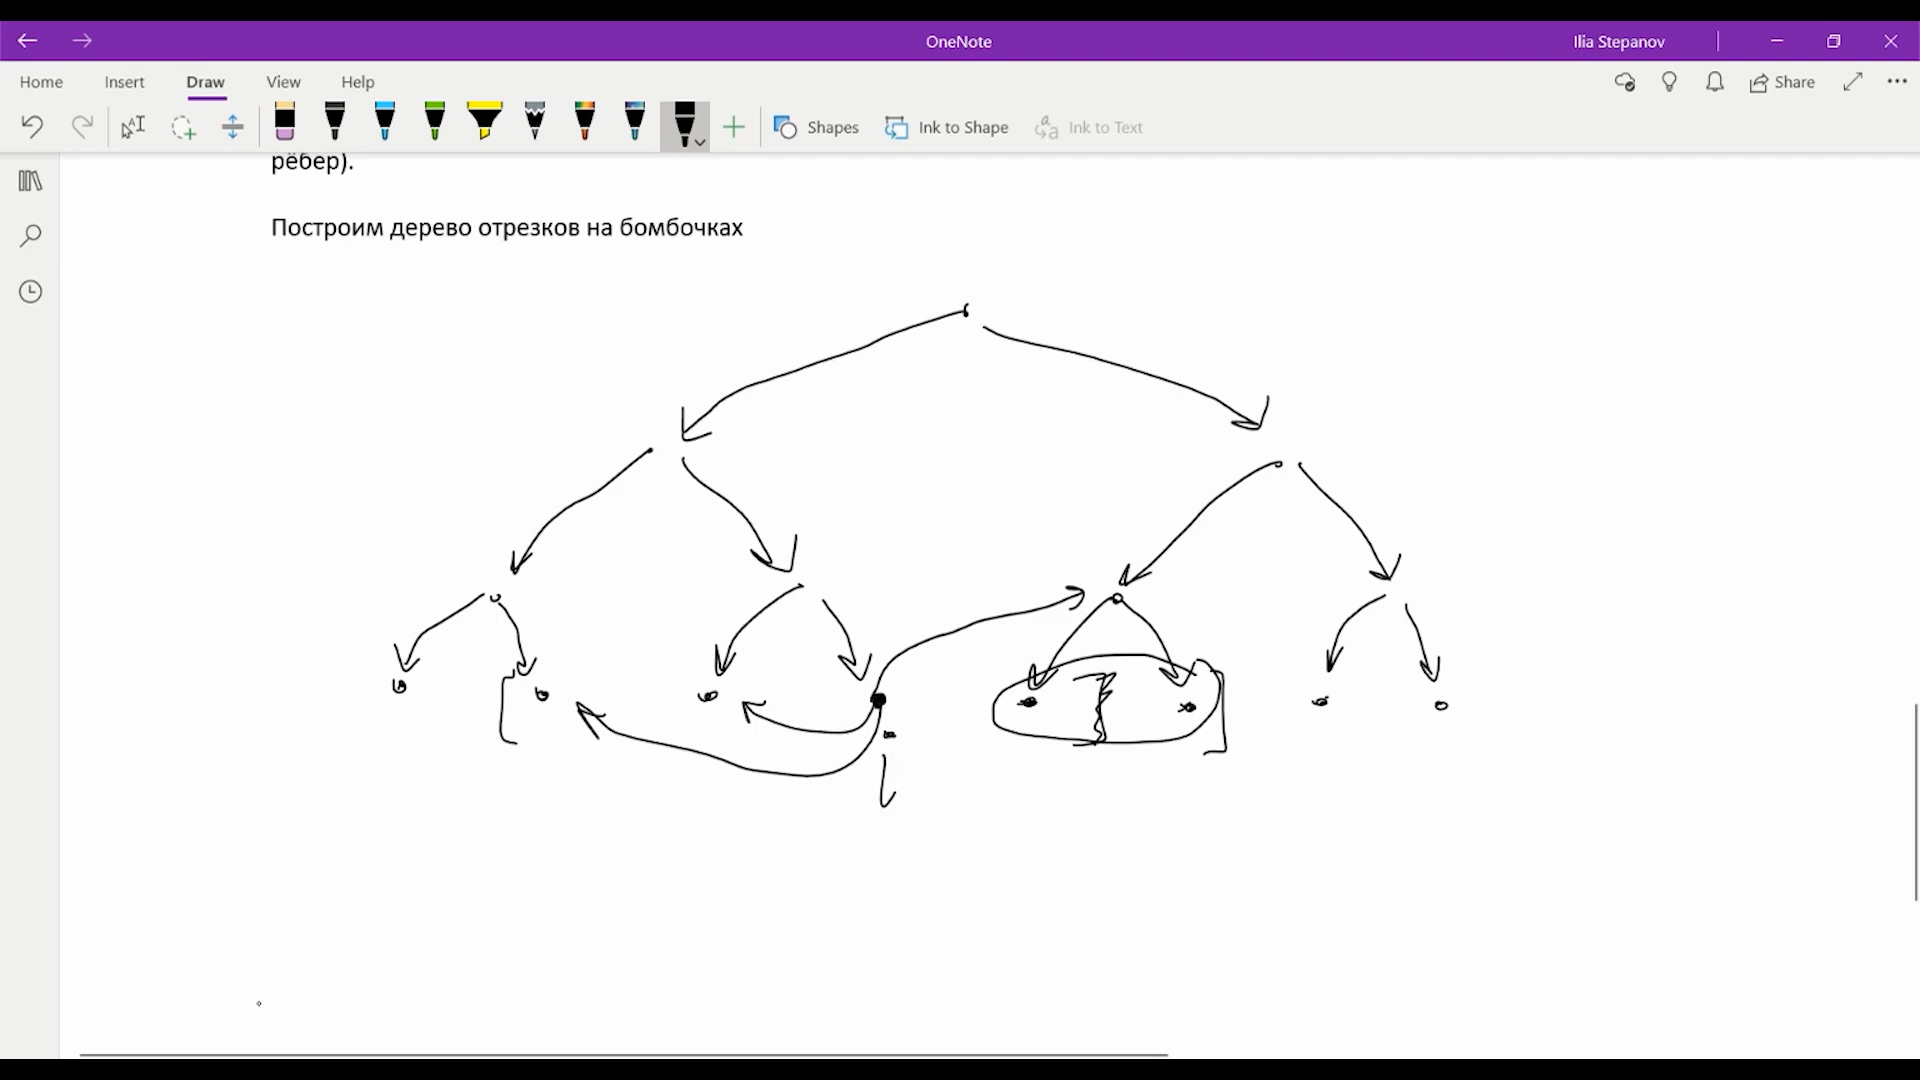 OneNote
Ilia Stepanov
Home Insert Draw View Help
Share
Shapes
Ink to Shape
Ink to Text
рёбер).
Построим дерево отрезков на бомбочках